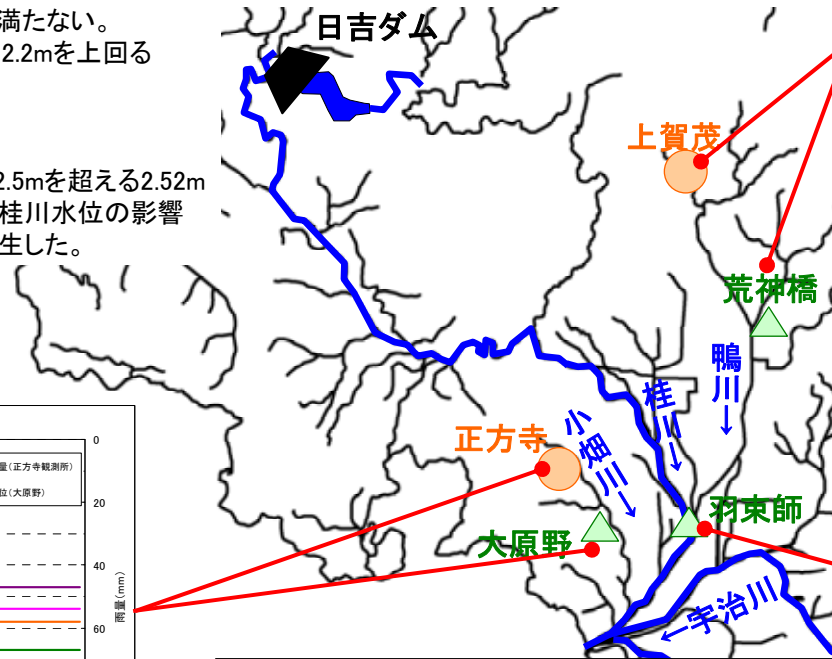 満たない。
2.2mを上回る
2.5mを超える2.52m
桂川水位の影響
生した。
日吉ダム
上賀茂
荒神橋
鴨川→
桂川→
小畑川→
正方寺
大原野
羽束師
←宇治川
量(正方寺観測所)
位(大原野)
0
20
40
60
雨量(mm)